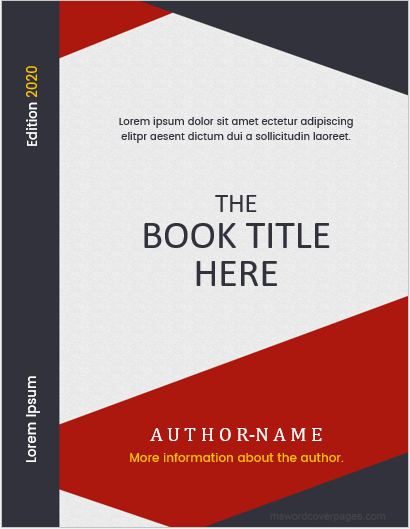 Edition 2020
Lorem Ipsum
Lorem ipsum dolor sit amet ectetur adipiscing
elitpr aesent dictum dui a sollicitudin laoreet.
THE
BOOK TITLE
HERE
AUTHOR-NAME
More information about the author.
mswordcoverpages.com